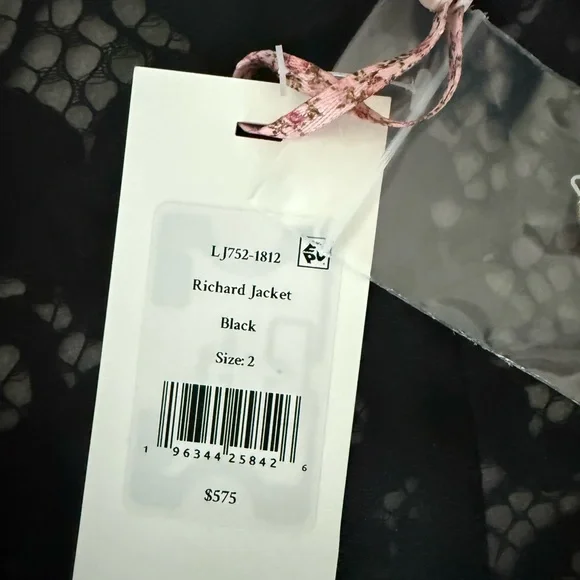 LJ752-1812
Richard Jacket
Black
Size: 2
1 96344 25842 6
$575